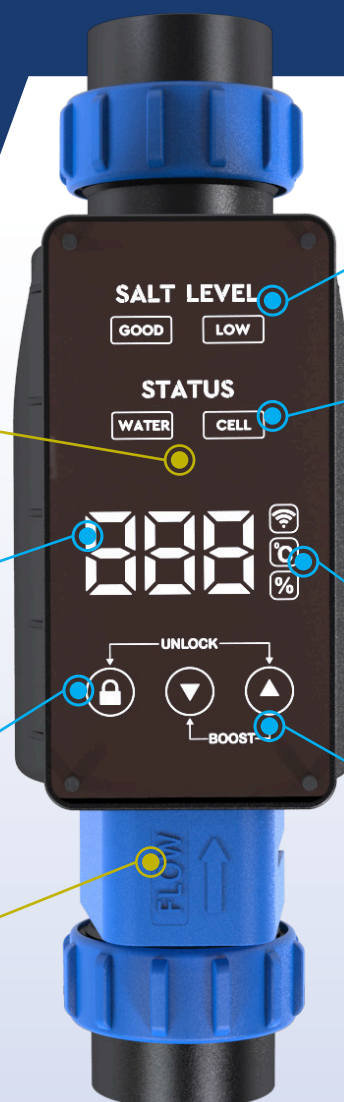 SALT LEVEL
GOOD LOW
STATUS
WATER CELL
888
°C
%
UNLOCK
BOOST
FLOW